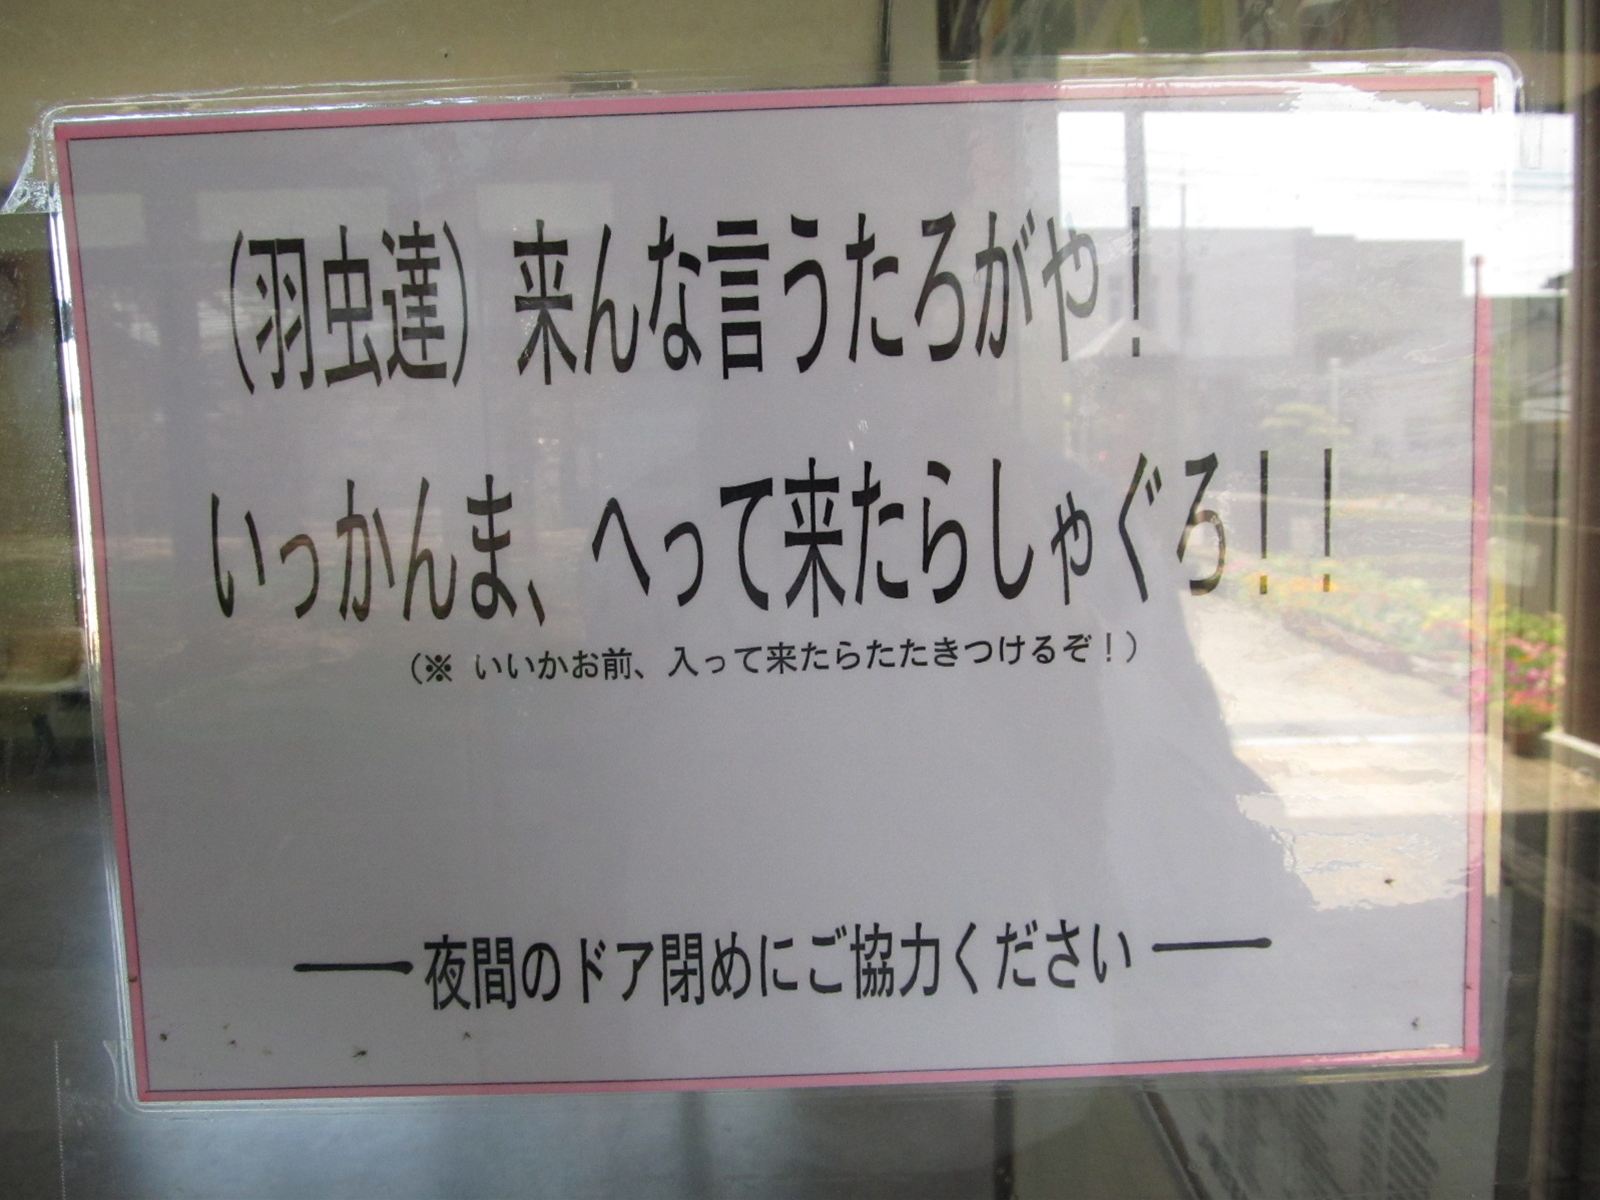 （羽虫達）来んな言うたろがや！
いっかんま、へって来たらしゃぐろ！！
（※ いいかお前、入って来たらたたきつけるぞ！）
――夜間のドア閉めにご協力ください――